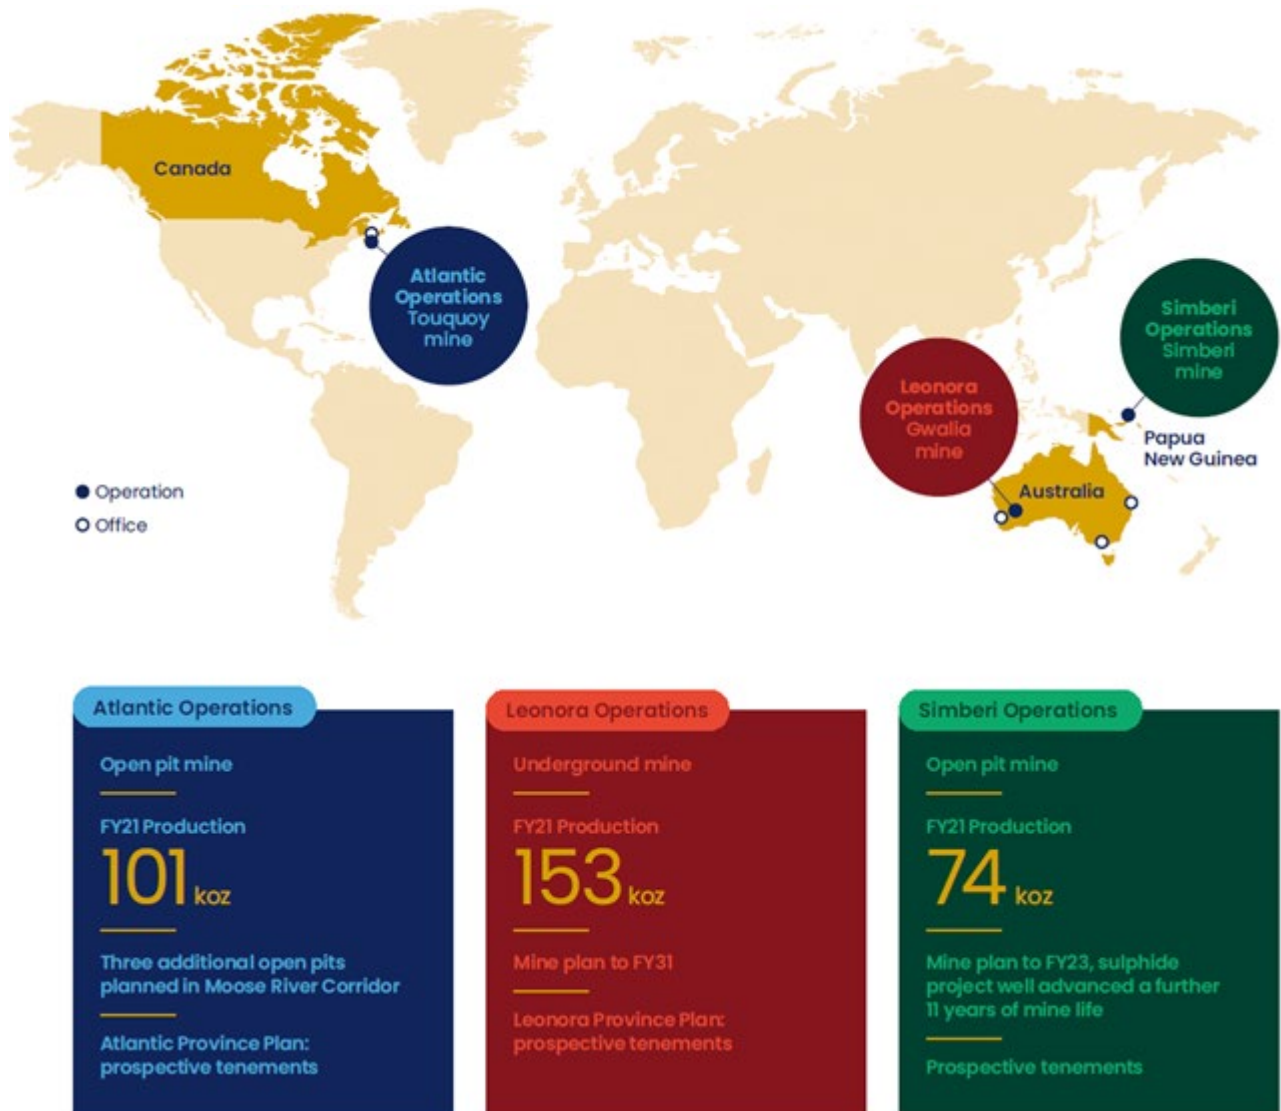 Canada
Atlantic
Operations
Touquoy
mine
Simberi
Operations
Simberi
mine
Leonora
Operations
Gwalia
mine
Papua
New Guinea
Australia
Operation
Office
Atlantic Operations
Open pit mine
FY21 Production
101 koz
Three additional open pits
planned in Moose River Corridor
Atlantic Province Plan:
prospective tenements
Leonora Operations
Underground mine
FY21 Production
153 koz
Mine plan to FY31
Leonora Province Plan:
prospective tenements
Simberi Operations
Open pit mine
FY21 Production
74 koz
Mine plan to FY23, sulphide
project well advanced a further
11 years of mine life
Prospective tenements